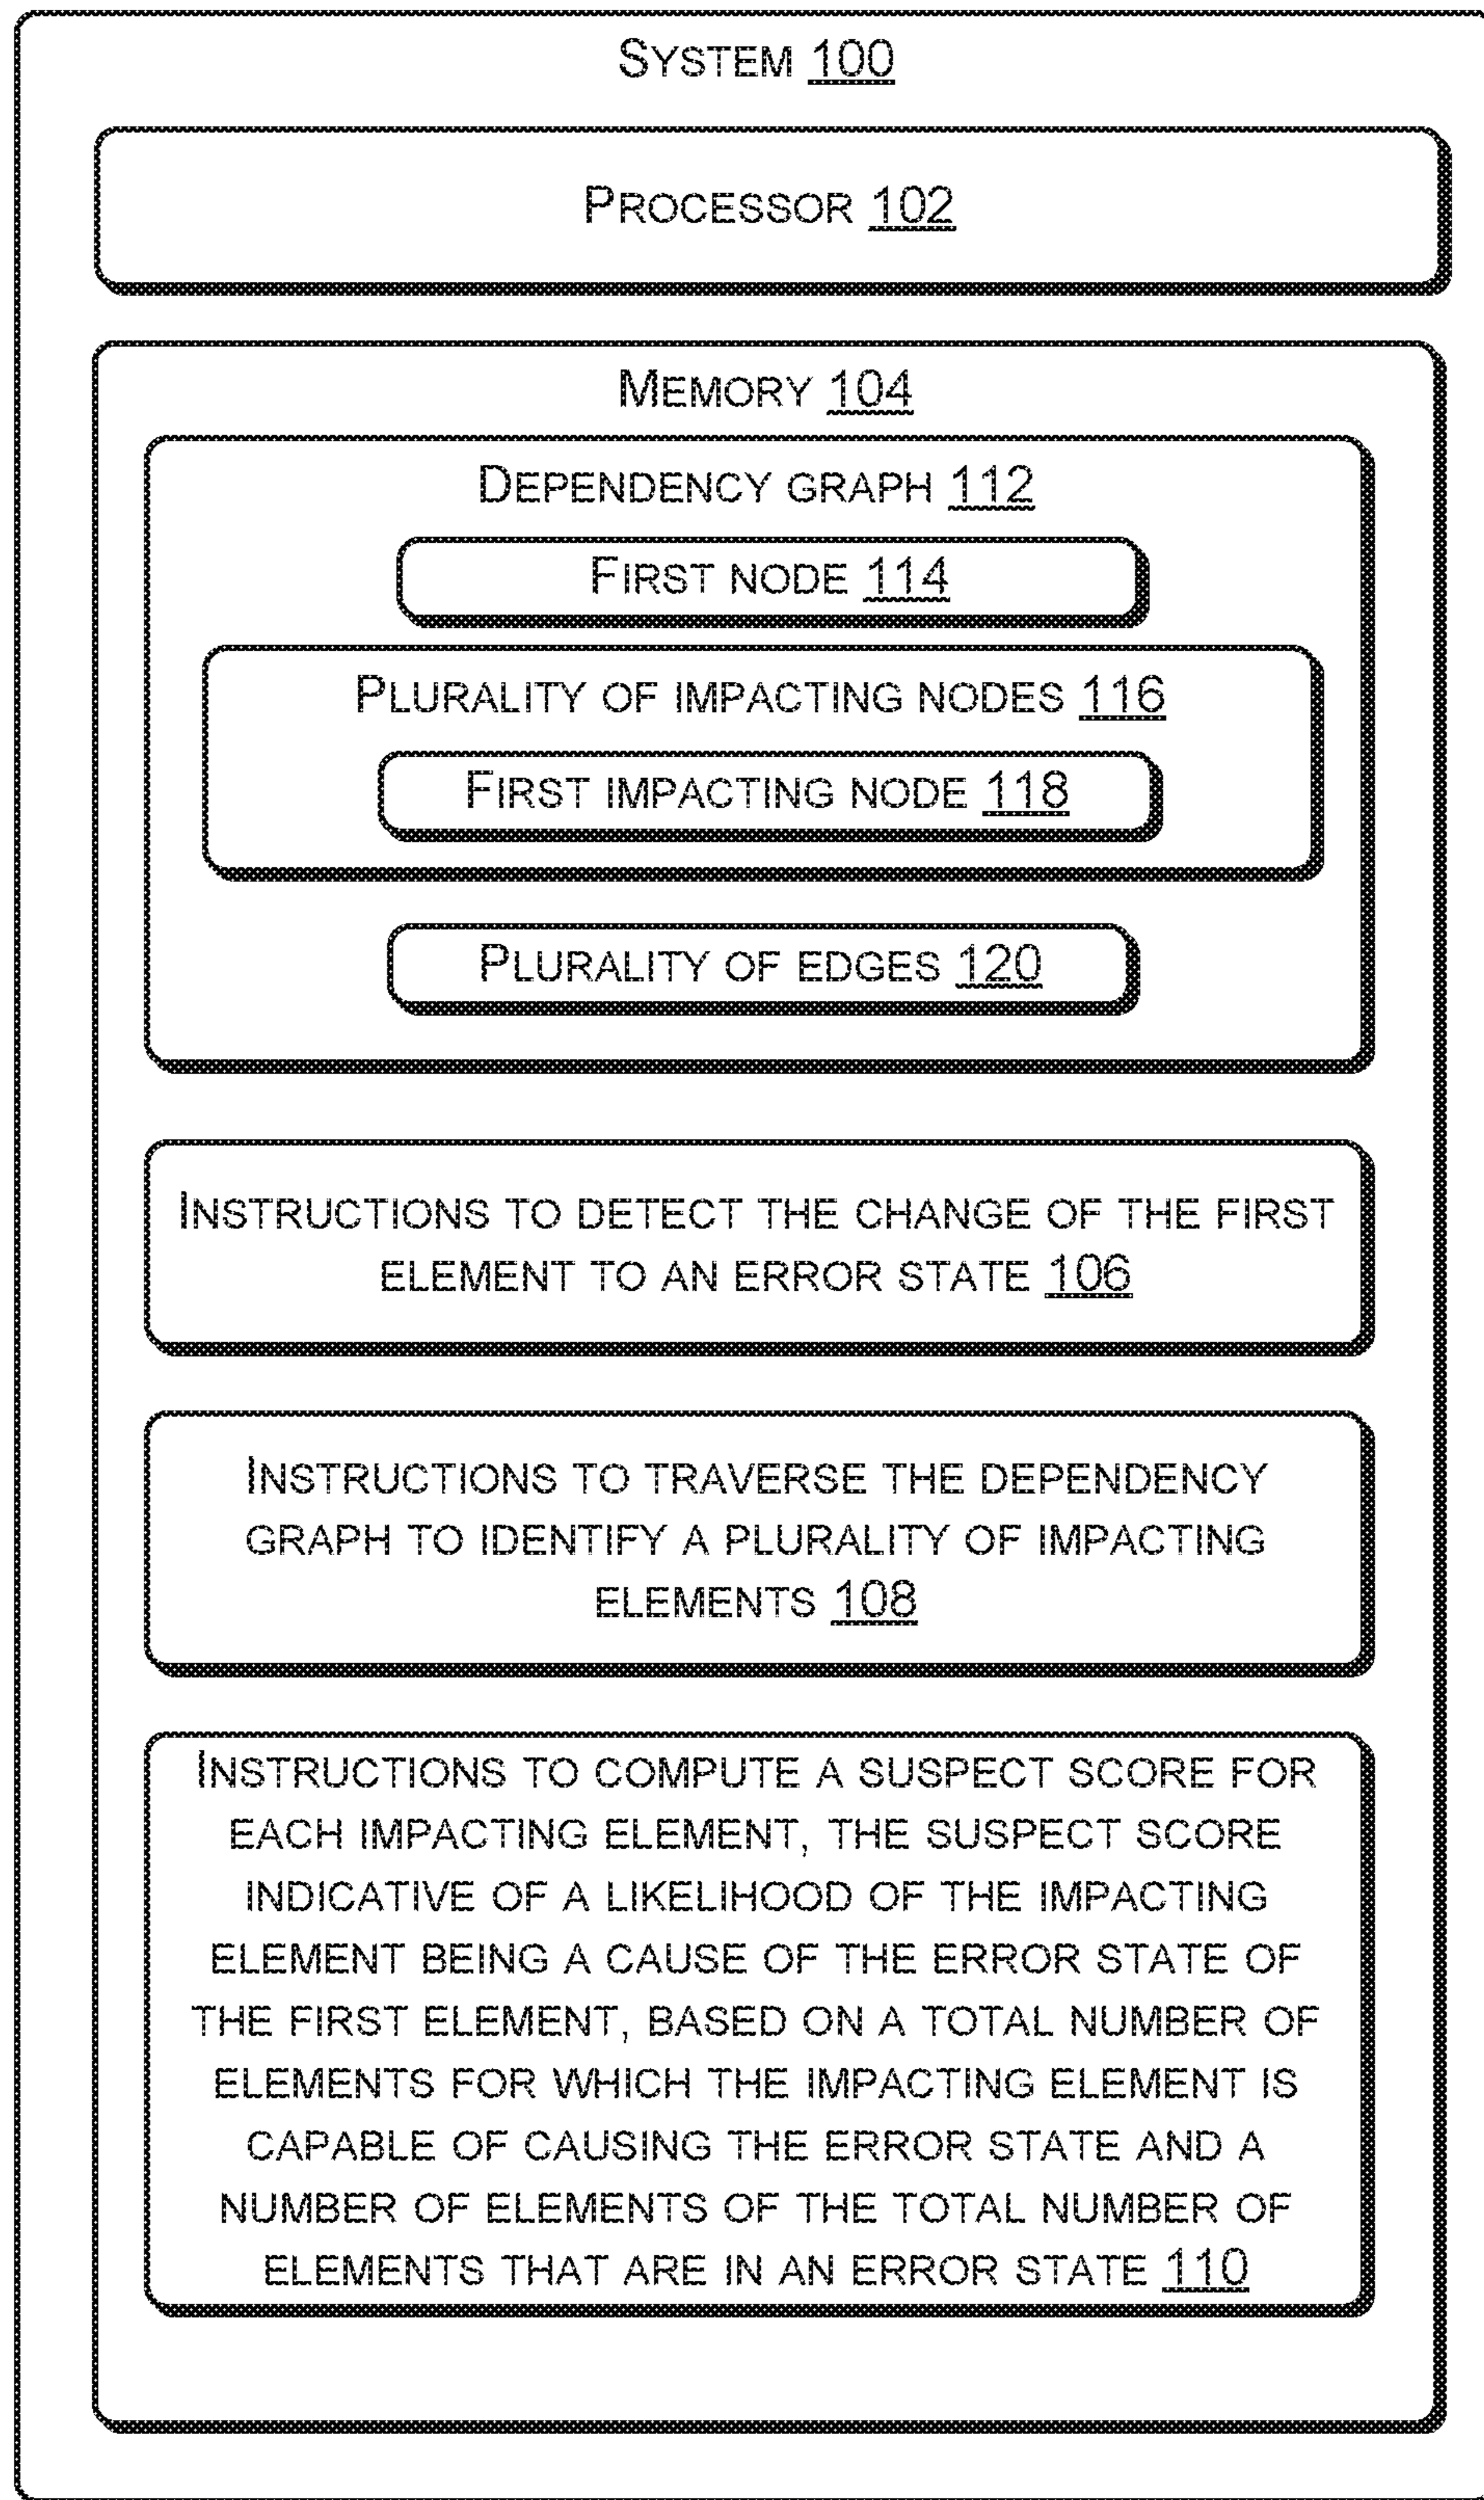 SYSTEM 100
PROCESSOR 102
MEMORY 104
DEPENDENCY GRAPH 112
FIRST NODE 114
PLURALITY OF IMPACTING NODES 116
FIRST IMPACTING NODE 118
PLURALITY OF EDGES 120
INSTRUCTIONS TO DETECT THE CHANGE OF THE FIRST
ELEMENT TO AN ERROR STATE 106
INSTRUCTIONS TO TRAVERSE THE DEPENDENCY
GRAPH TO IDENTIFY A PLURALITY OF IMPACTING
ELEMENTS 108
INSTRUCTIONS TO COMPUTE A SUSPECT SCORE FOR
EACH IMPACTING ELEMENT, THE SUSPECT SCORE
INDICATIVE OF A LIKELIHOOD OF THE IMPACTING
ELEMENT BEING A CAUSE OF THE ERROR STATE OF
THE FIRST ELEMENT, BASED ON A TOTAL NUMBER OF
ELEMENTS FOR WHICH THE IMPACTING ELEMENT IS
CAPABLE OF CAUSING THE ERROR STATE AND A
NUMBER OF ELEMENTS OF THE TOTAL NUMBER OF
ELEMENTS THAT ARE IN AN ERROR STATE 110